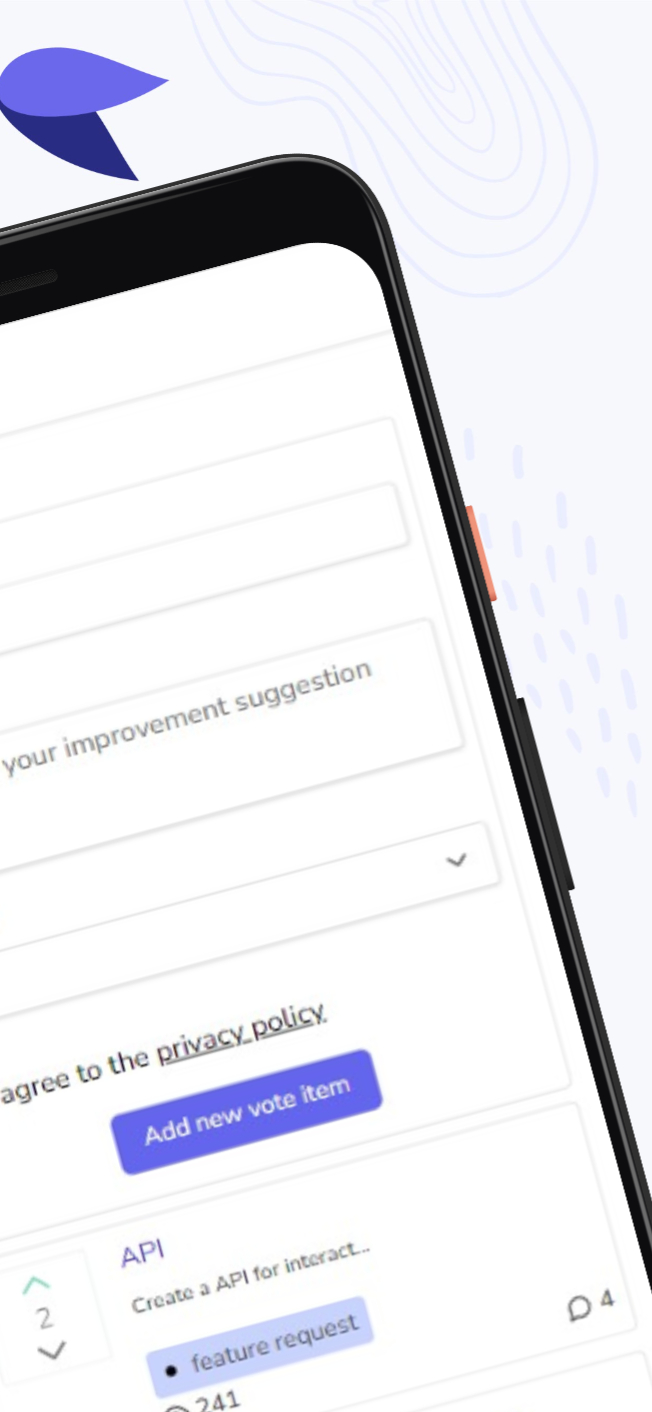 your improvement suggestion
agree to the privacy policy.
Add new vote item
API
2
Create a API for interact...
feature request
4
241